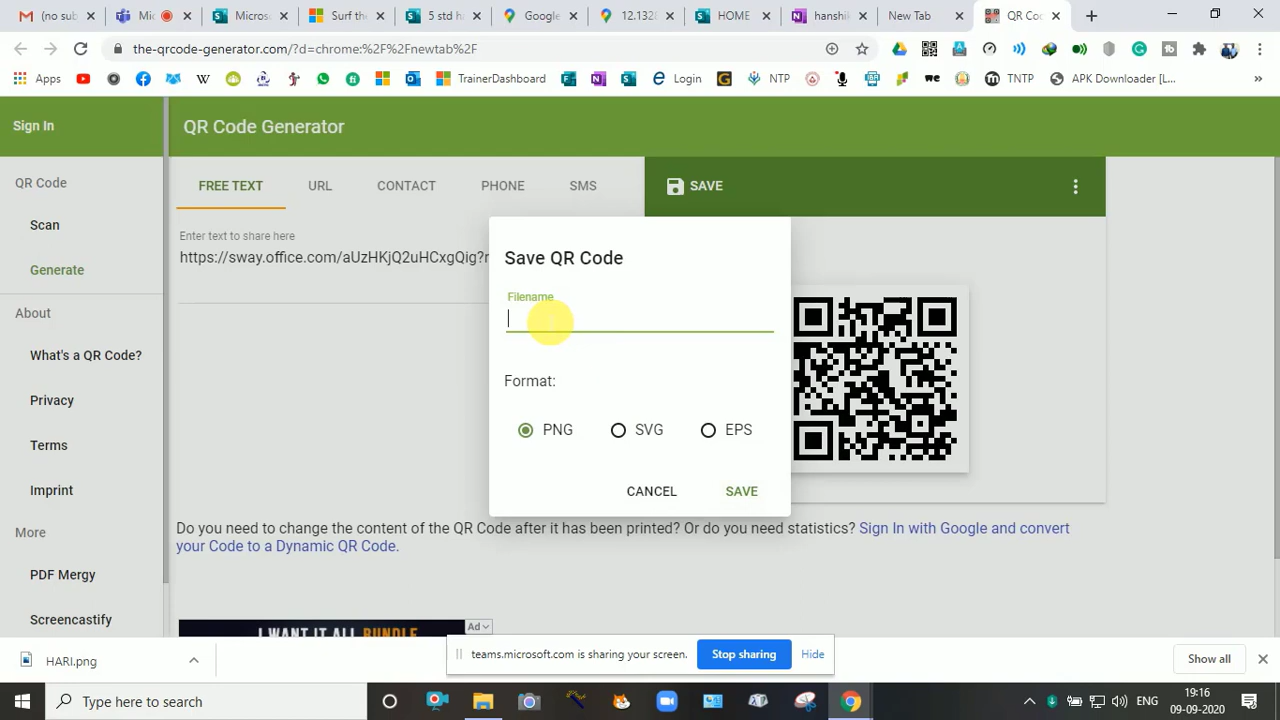 (no sub
Mi
Micros
Surf the
5 std ha
Google
12.1328
HOME
hanshik
New Tab
QR Coc
the-qrcode-generator.com/?d=chrome:%2F%2Fnewtab%2F
Apps
TrainerDashboard
Login
NTP
TNTP
APK Downloader [L...
»
Sign In
QR Code Generator
QR Code
FREE TEXT
URL
CONTACT
PHONE
SMS
SAVE
Scan
Enter text to share here
https://sway.office.com/aUzHKjQ2uHCxgQig?r
Generate
Save QR Code
Filename
About
What's a QR Code?
Format:
Privacy
PNG
SVG
EPS
Terms
Imprint
CANCEL
SAVE
More
Do you need to change the content of the QR Code after it has been printed? Or do you need statistics? Sign In with Google and convert
your Code to a Dynamic QR Code.
PDF Mergy
Screencastify
I WANT IT ALL BUNDLE
Ad
teams.microsoft.com is sharing your screen.
Stop sharing
Hide
HARI.png
Show all
Type here to search
ENG
19:16
09-09-2020